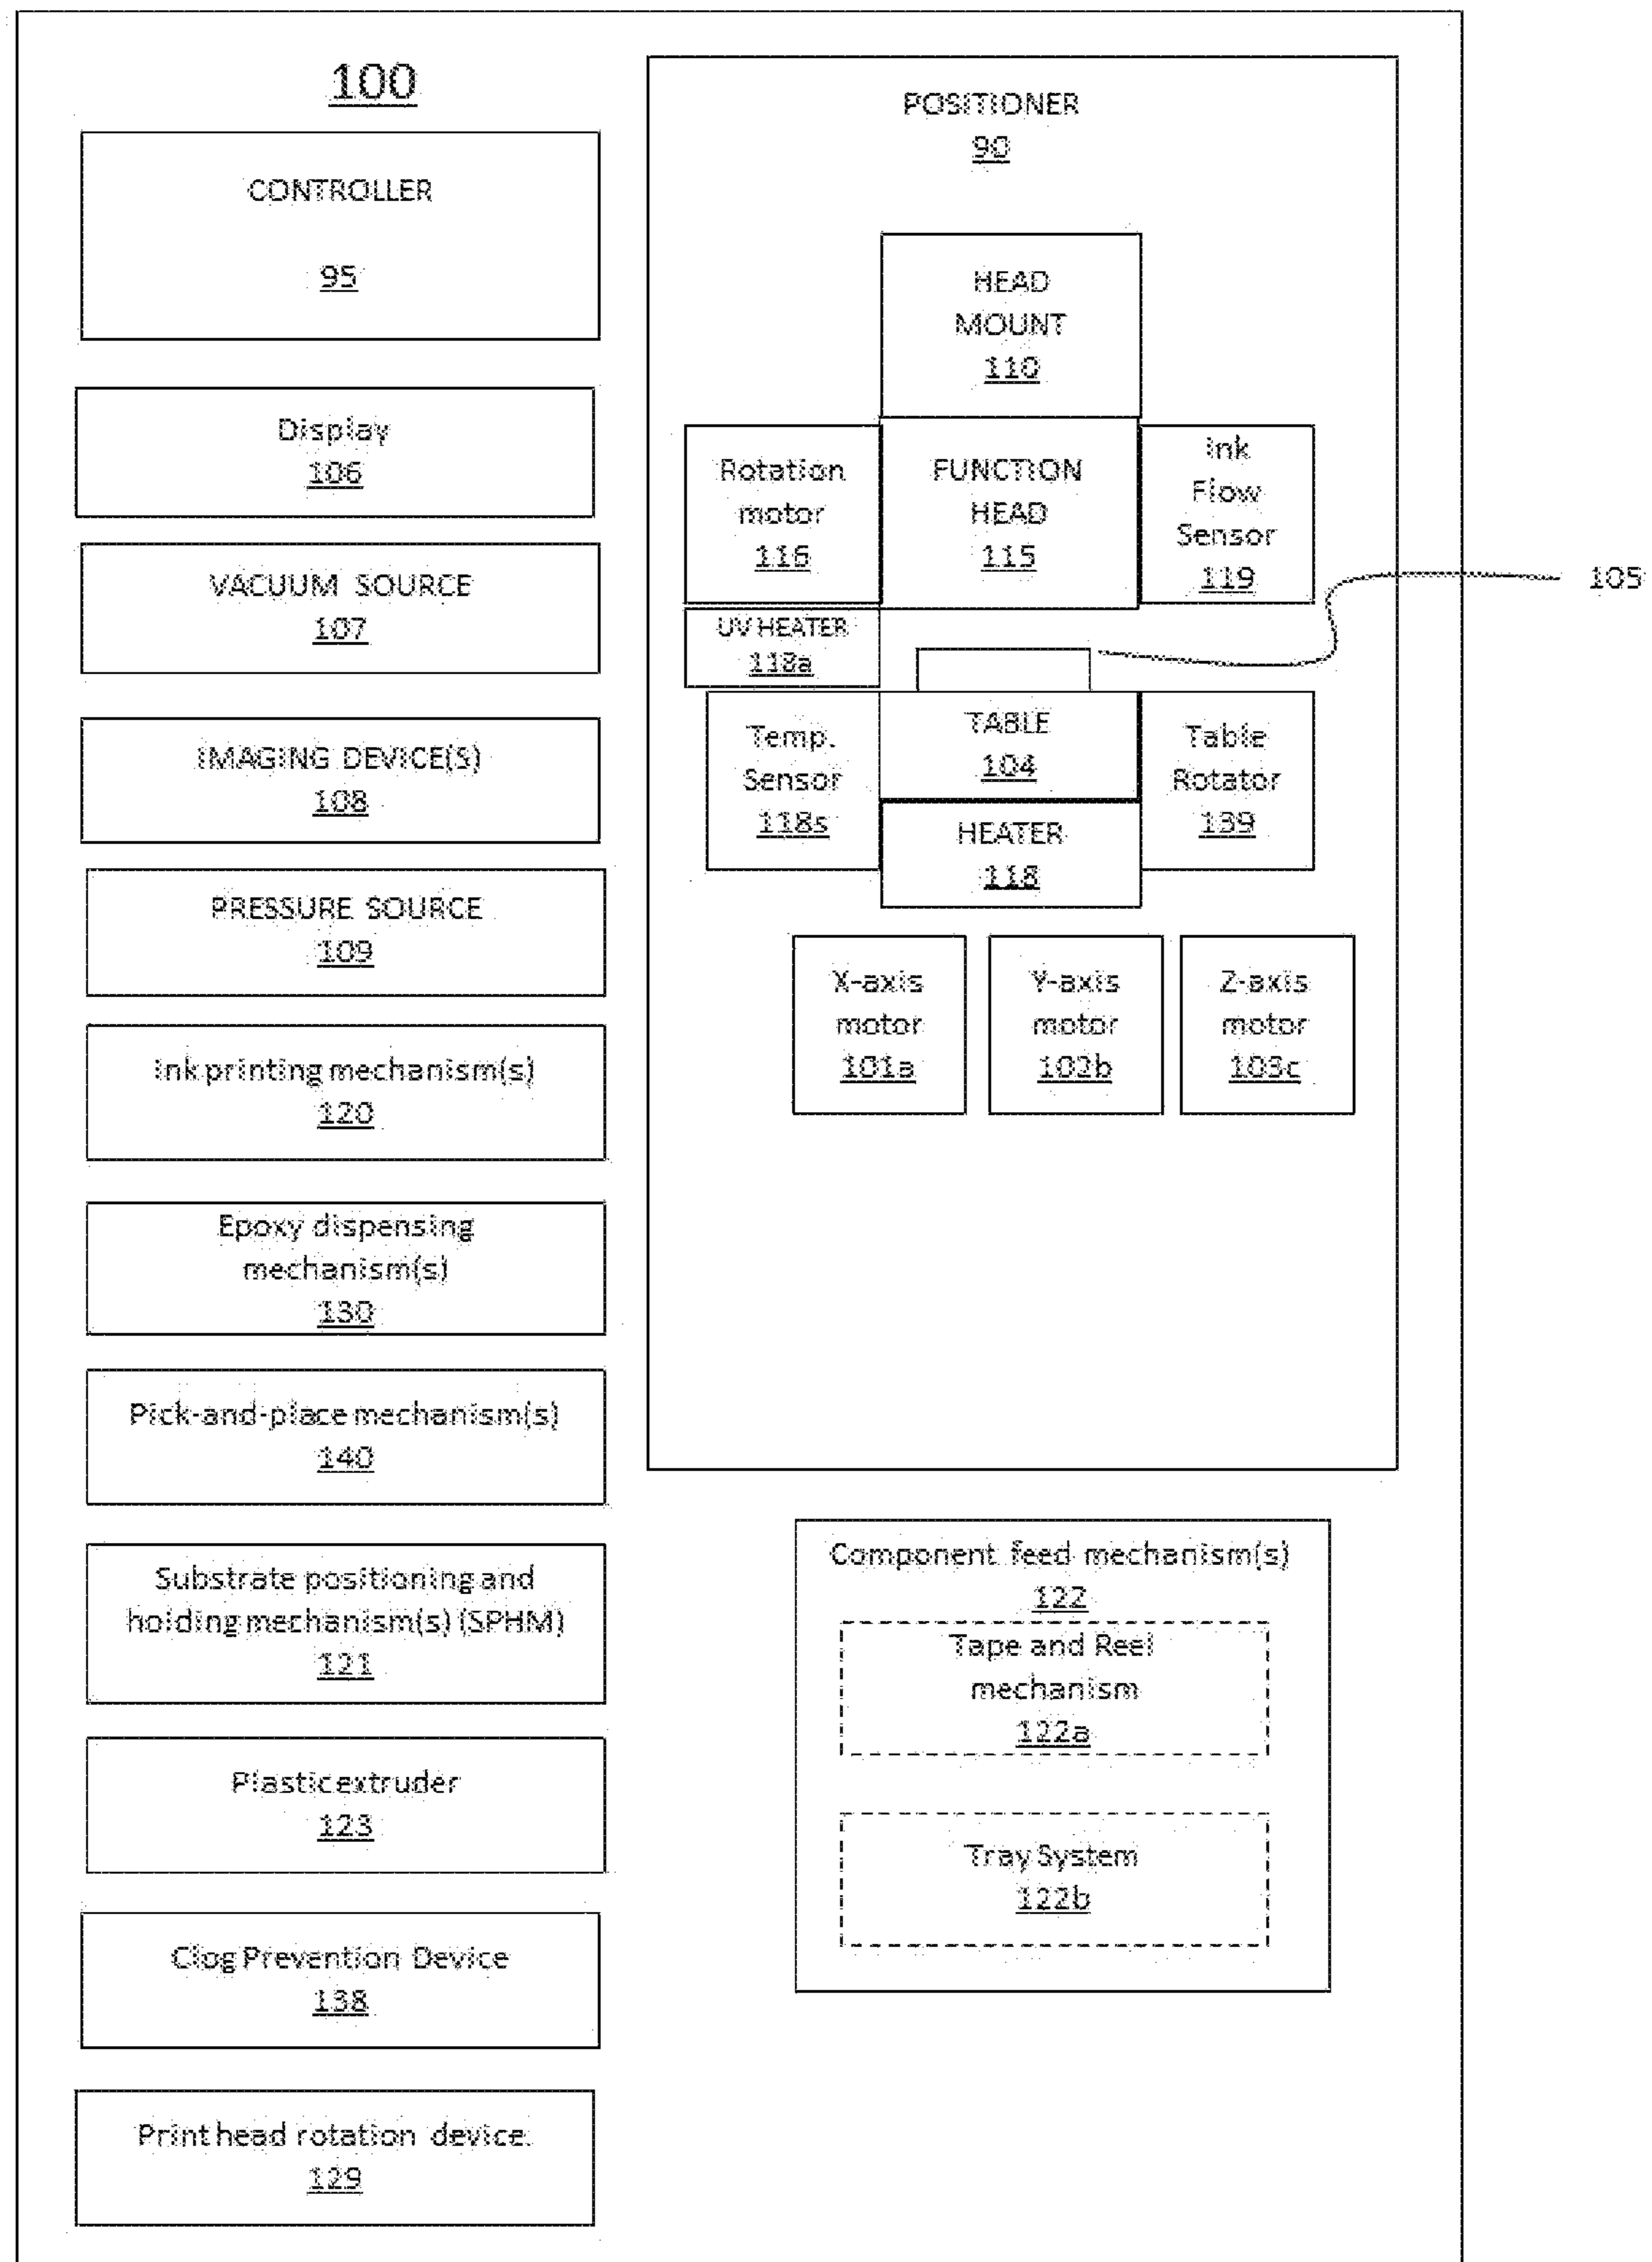 100
CONTROLLER
95
Display
106
VACUUM SOURCE
107
IMAGING DEVICE(S)
108
PRESSURE SOURCE
109
Ink printing mechanism(s)
120
Epoxy dispensing
mechanism(s)
130
Pick-and-place mechanism(s)
140
Substrate positioning and
holding mechanism(s) (SPHM)
121
Plastic extruder
123
Clog Prevention Device
138
Print head rotation device.
129
POSITIONER
90
HEAD
MOUNT
110
Rotation
motor
116
FUNCTION
HEAD
115
Ink
Flow
Sensor
119
105
UV HEATER
118a
Temp.
Sensor
118s
TABLE
104
Table
Rotator
139
HEATER
118
X-axis
motor
101a
Y-axis
motor
102b
Z-axis
motor
103c
Component feed mechanism(s)
122
Tape and Reel
mechanism
122a
Tray System
122b